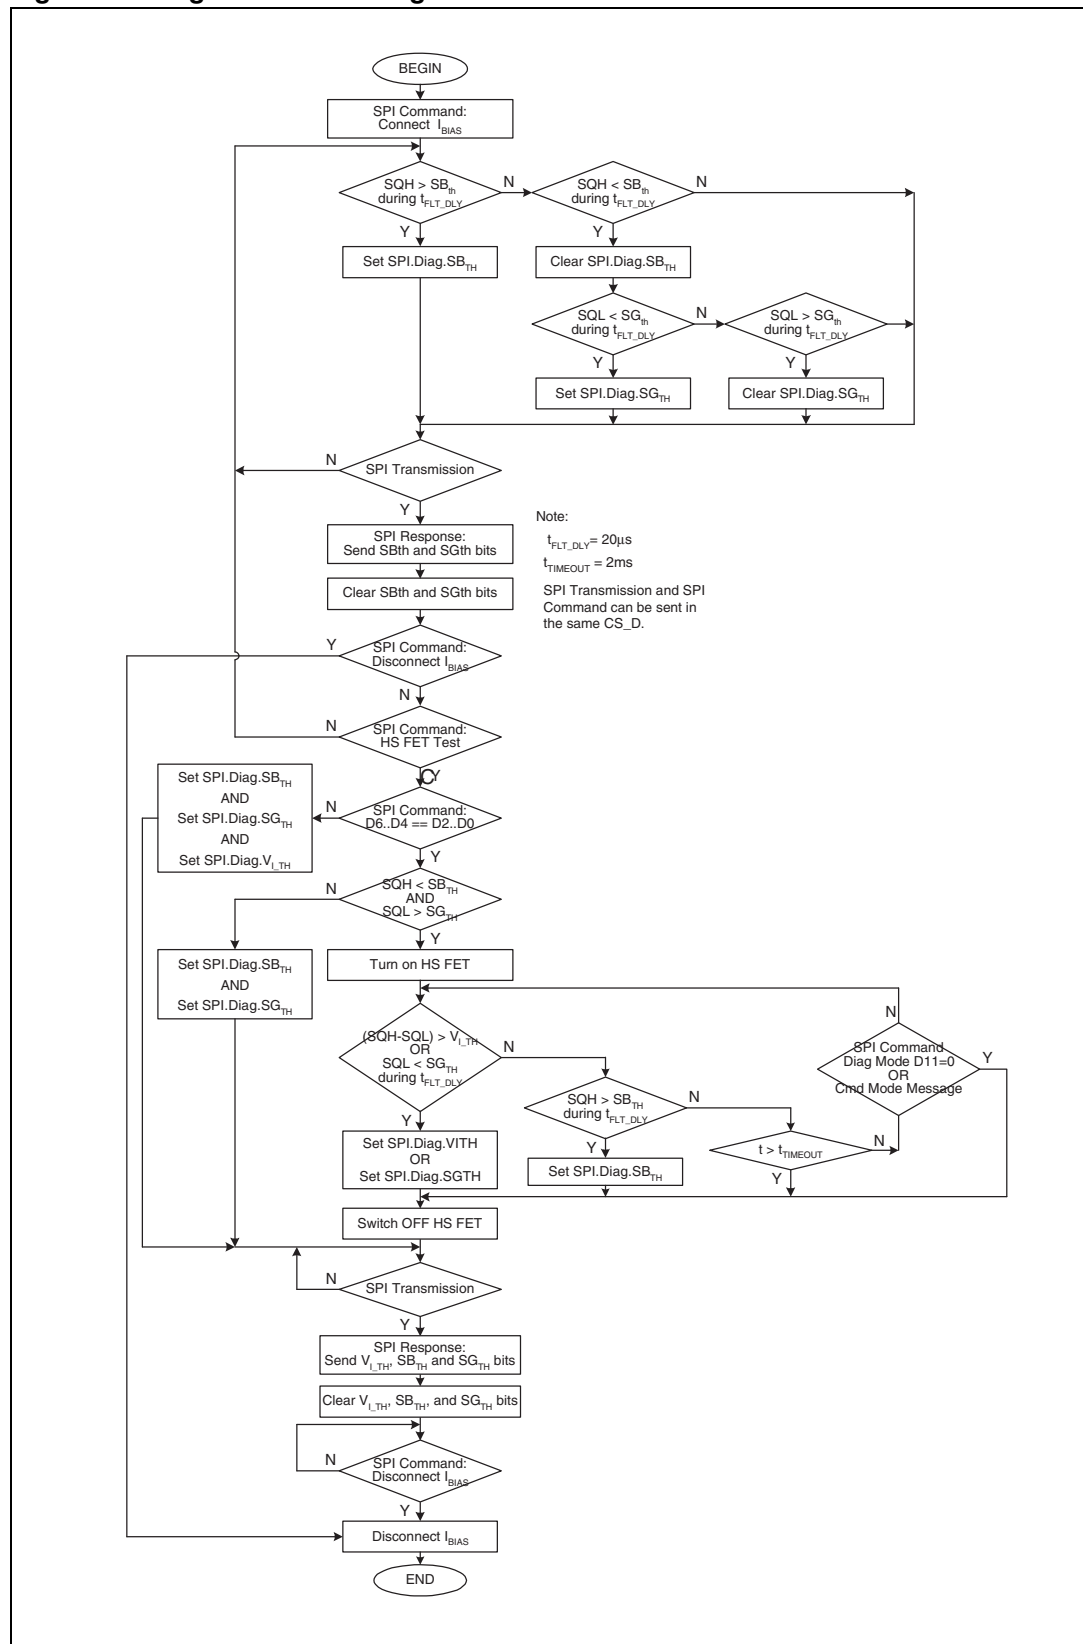 BEGIN
SPI Command:
Connect I_BIAS
SQH > SB_th
during t_FLT_DLY
N
SQH < SB_th
during t_FLT_DLY
N
Y
Y
Set SPI.Diag.SB_TH
Clear SPI.Diag.SB_TH
SQL < SG_th
during t_FLT_DLY
N
SQL > SG_th
during t_FLT_DLY
Y
Y
Set SPI.Diag.SG_TH
Clear SPI.Diag.SG_TH
N
SPI Transmission
Y
SPI Response:
Send SBth and SGth bits
Clear SBth and SGth bits
Note:
t_FLT_DLY= 20µs
t_TIMEOUT = 2ms
SPI Transmission and SPI
Command can be sent in
the same CS_D.
Y
SPI Command:
Disconnect I_BIAS
N
N
SPI Command:
HS FET Test
C
Y
N
SPI Command:
D6..D4 == D2..D0
Set SPI.Diag.SB_TH
AND
Set SPI.Diag.SG_TH
AND
Set SPI.Diag.V_I_TH
Y
N
SQH < SB_TH
AND
SQL > SG_TH
Y
Set SPI.Diag.SB_TH
AND
Set SPI.Diag.SG_TH
Turn on HS FET
(SQH-SQL) > V_I_TH
OR
SQL < SG_TH
during t_FLT_DLY
N
N
SPI Command
Diag Mode D11=0
OR
Cmd Mode Message
Y
SQH > SB_TH
during t_FLT_DLY
N
Y
Y
t > t_TIMEOUT
N
Y
Set SPI.Diag.VITH
OR
Set SPI.Diag.SGTH
Set SPI.Diag.SB_TH
Switch OFF HS FET
N
SPI Transmission
Y
SPI Response:
Send V_I_TH, SB_TH and SG_TH bits
Clear V_I_TH, SB_TH, and SG_TH bits
N
SPI Command:
Disconnect I_BIAS
Y
Disconnect I_BIAS
END